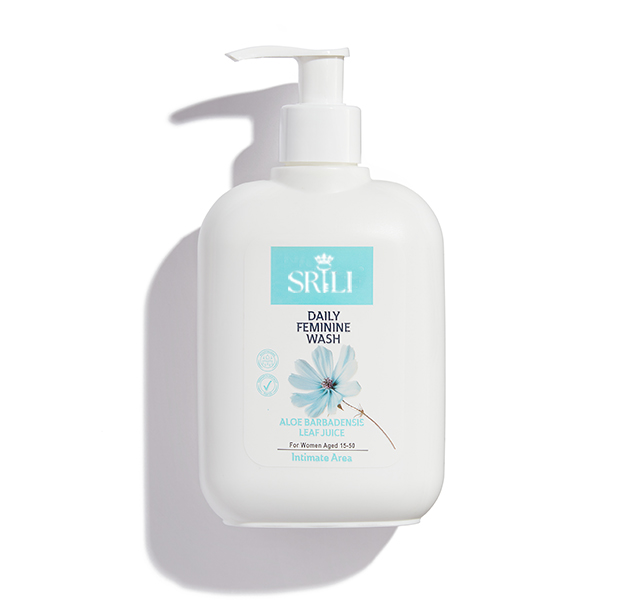 SRILI
DAILY
FEMININE
WASH
ALOE BARBADENSIS
LEAF JUICE
For Women Aged 15-50
Intimate Area